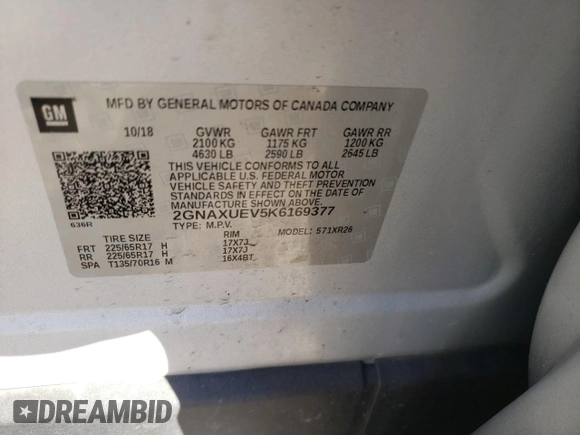 GM
MFD BY GENERAL MOTORS OF CANADA COMPANY
10/18 GVWR GAWR FRT GAWR RR
2100 KG 1175 KG 1200 KG
4630 LB 2590 LB 2645 LB
THIS VEHICLE CONFORMS TO ALL
APPLICABLE U.S. FEDERAL MOTOR
VEHICLE SAFETY AND THEFT PREVENTION
STANDARDS IN EFFECT ON THE DATE OF
MANUFACTURE SHOWN ABOVE.
2GNAXUEV5K6169377
636R TYPE: M.P.V. MODEL: 571XR26
TIRE SIZE RIM
FRT 225/65R17 H 17X7J
RR 225/65R17 H 17X7J
SPA T135/70R16 M 16X4BT
DREAMBID